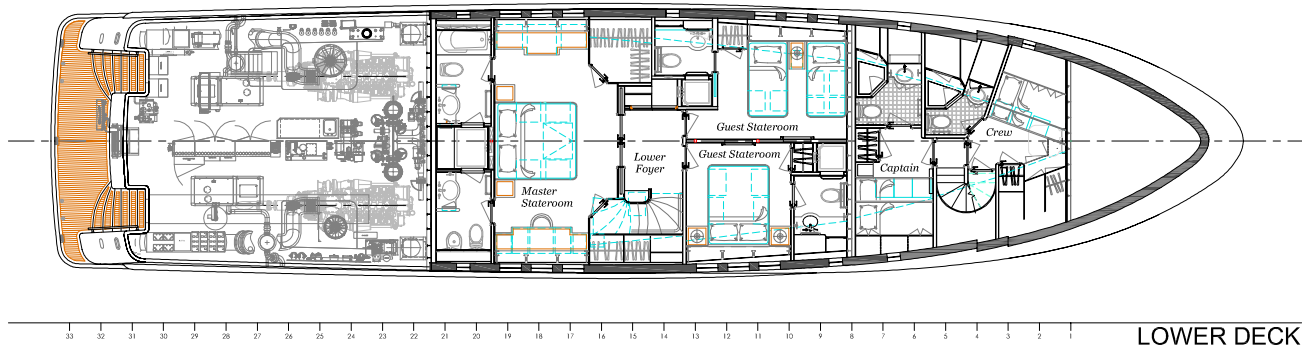 Guest Stateroom
Guest Stateroom
Lower
Foyer
Master
Stateroom
Captain
Crew
33 32 31 30 29 28 27 26 25 24 23 22 21 20 19 18 17 16 15 14 13 12 11 10 9 8 7 6 5 4 3 2 1
LOWER DECK